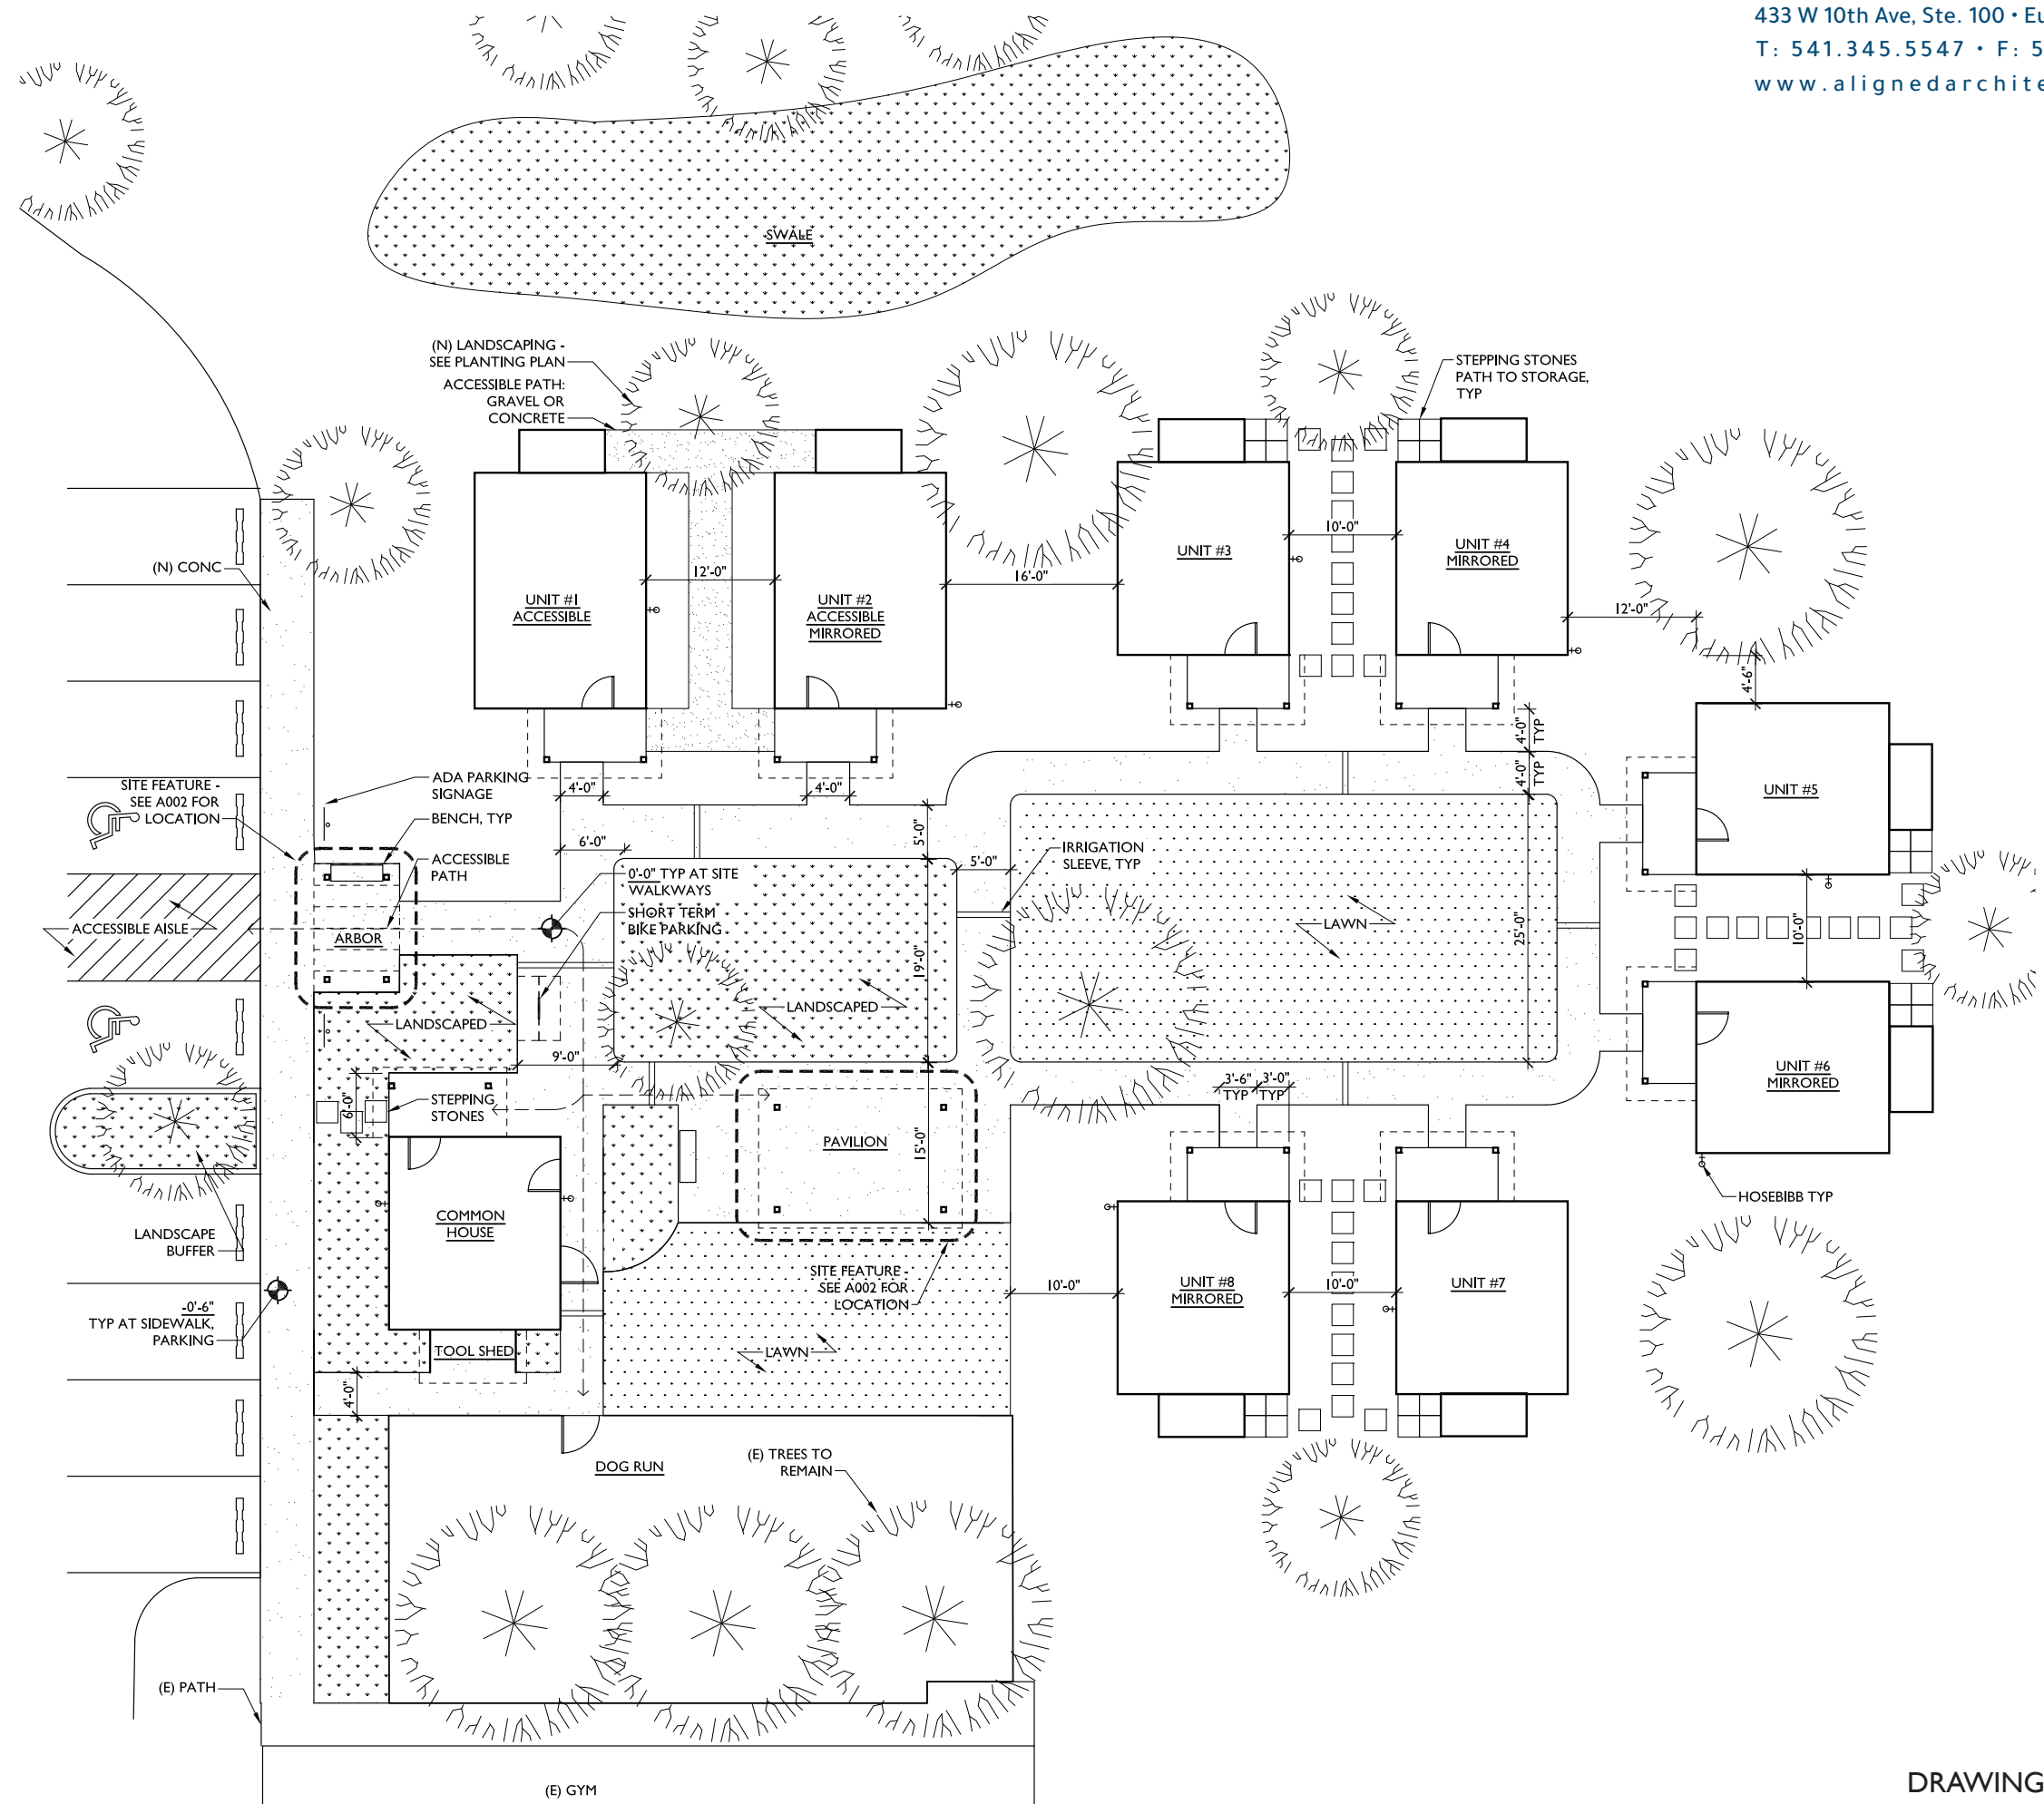 433 W 10th Ave, Ste. 100 • Eu
T: 541.345.5547 • F: 5
www.alignedarchite
SWALE
(N) LANDSCAPING -
SEE PLANTING PLAN
ACCESSIBLE PATH:
GRAVEL OR
CONCRETE
STEPPING STONES
PATH TO STORAGE,
TYP
(N) CONC
UNIT #1
ACCESSIBLE
12'-0"
UNIT #2
ACCESSIBLE
MIRRORED
16'-0"
UNIT #3
10'-0"
UNIT #4
MIRRORED
12'-0"
4'-6"
4'-0"
TYP
4'-0"
TYP
SITE FEATURE -
SEE A002 FOR
LOCATION
ADA PARKING
SIGNAGE
BENCH, TYP
ACCESSIBLE
PATH
4'-0"
4'-0"
6'-0"
5'-0"
5'-0"
0'-0" TYP AT SITE
WALKWAYS
SHORT TERM
BIKE PARKING
IRRIGATION
SLEEVE, TYP
UNIT #5
ACCESSIBLE AISLE
ARBOR
LANDSCAPED
19'-0"
LANDSCAPED
LAWN
25'-0"
10'-0"
9'-0"
6'-0"
STEPPING
STONES
3'-6"
TYP
3'-0"
TYP
UNIT #6
MIRRORED
PAVILION
15'-0"
HOSEBIBB TYP
LANDSCAPE
BUFFER
COMMON
HOUSE
SITE FEATURE -
SEE A002 FOR
LOCATION
10'-0"
UNIT #8
MIRRORED
10'-0"
UNIT #7
-0'-6"
TYP AT SIDEWALK,
PARKING
TOOL SHED
LAWN
4'-0"
DOG RUN
(E) TREES TO
REMAIN
(E) PATH
(E) GYM
DRAWING